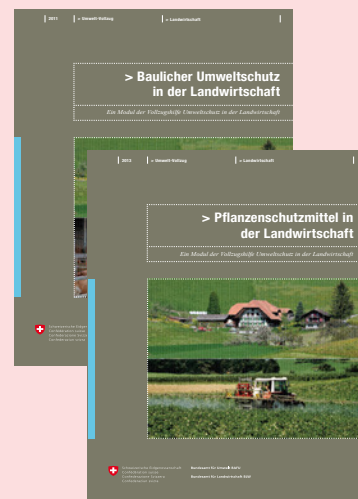 2011 > Umwelt-Vollzug > Landwirtschaft
> Baulicher Umweltschutz
in der Landwirtschaft
Ein Modul der Vollzugshilfe Umweltschutz in der Landwirtschaft
2013 > Umwelt-Vollzug > Landwirtschaft
> Pflanzenschutzmittel in
der Landwirtschaft
Ein Modul der Vollzugshilfe Umweltschutz in der Landwirtschaft
Schweizerische Eidgenossenschaft
Confédération suisse
Confederazione Svizzera
Confederaziun svizra
Bundesamt für Umwelt BAFU
Bundesamt für Landwirtschaft BLW